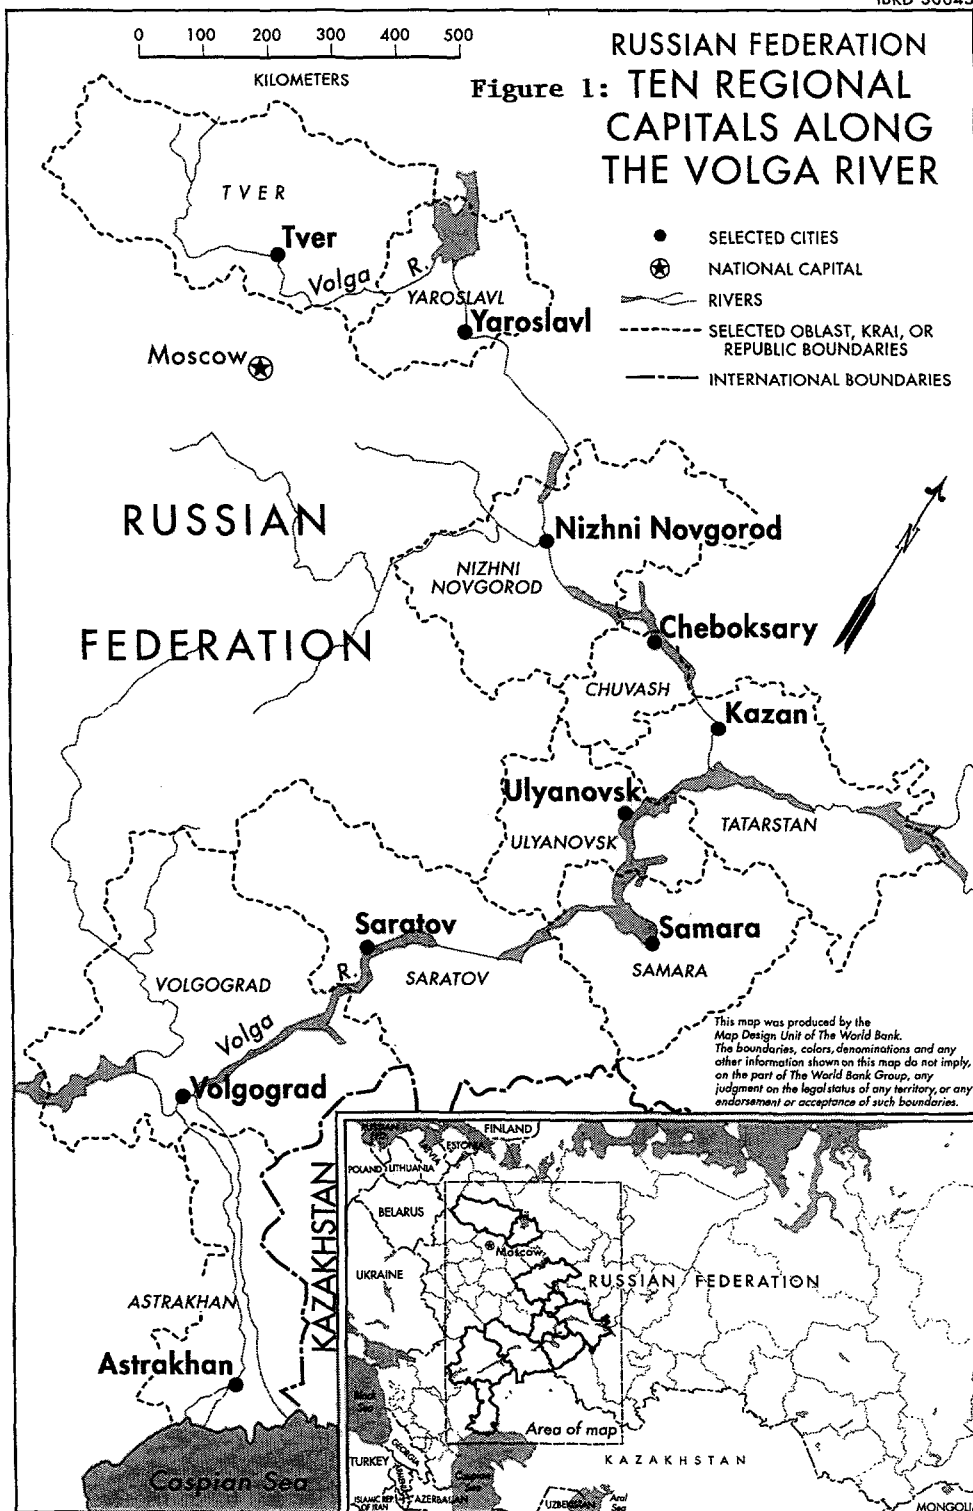 IBRD 30045
0 100 200 300 400 500
KILOMETERS
RUSSIAN FEDERATION
Figure 1: TEN REGIONAL
CAPITALS ALONG
THE VOLGA RIVER
SELECTED CITIES
NATIONAL CAPITAL
RIVERS
SELECTED OBLAST, KRAI, OR
REPUBLIC BOUNDARIES
INTERNATIONAL BOUNDARIES
TVER
Tver
Volga R.
YAROSLAVL
Yaroslavl
Moscow
RUSSIAN
FEDERATION
N
Nizhni Novgorod
NIZHNI
NOVGOROD
Cheboksary
CHUVASH
Kazan
Ulyanovsk
ULYANOVSK
TATARSTAN
Saratov
SARATOV
Samara
SAMARA
VOLGOGRAD
Volga R.
Volgograd
KAZAKHSTAN
ASTRAKHAN
Astrakhan
Caspian Sea
This map was produced by the
Map Design Unit of The World Bank.
The boundaries, colors, denominations and any
other information shown on this map do not imply,
on the part of The World Bank Group, any
judgment on the legal status of any territory, or any
endorsement or acceptance of such boundaries.
FINLAND
ESTONIA
POLAND
LITHUANIA
BELARUS
Moscow
UKRAINE
RUSSIAN FEDERATION
Black
Sea
Area of map
GEORGIA
KAZAKHSTAN
TURKEY
Caspian
Sea
AZERBAIJAN
ISLAMIC REP.
OF IRAN
UZBEKISTAN
Aral
Sea
MONGOLIA